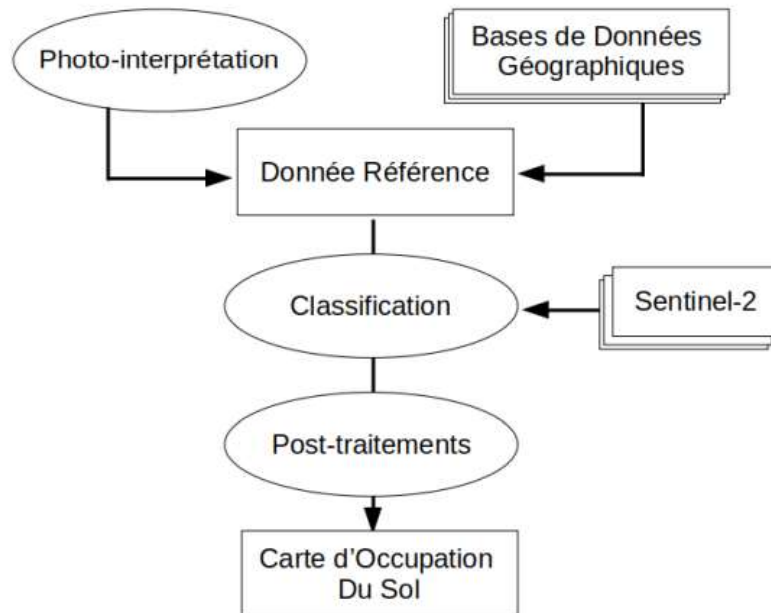 Photo-interprétation
Bases de Données
Géographiques
Donnée Référence
Classification
Sentinel-2
Post-traitements
Carte d'Occupation
Du Sol